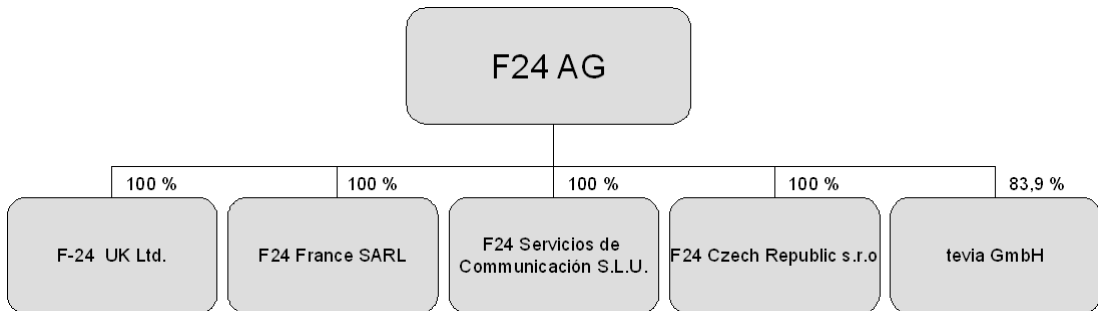 F24 AG
100 %
100 %
100 %
100 %
83,9 %
F-24 UK Ltd.
F24 France SARL
F24 Servicios de
Communicación S.L.U.
F24 Czech Republic s.r.o
tevia GmbH